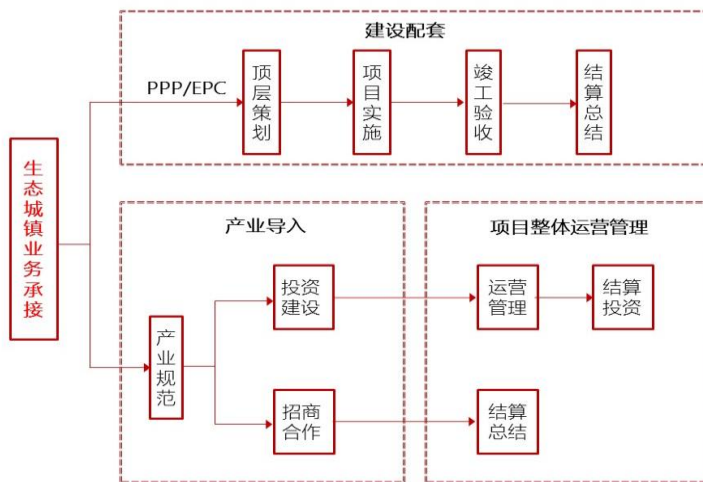 建设配套
PPP/EPC
顶层策划
项目实施
竣工验收
结算总结
生态城镇业务承接
产业导入
项目整体运营管理
投资
建设
运营
管理
结算
投资
产业规范
招商
合作
结算
总结